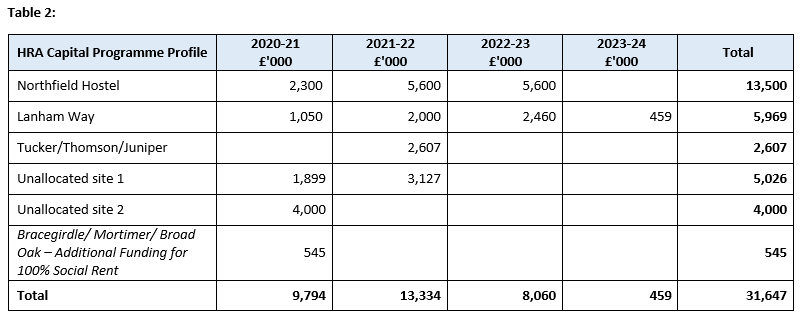 Table 2:
HRA Capital Programme Profile 2020-21 £'000 2021-22 £'000 2022-23 £'000 2023-24 £'000 Total
Northfield Hostel 2,300 5,600 5,600 13,500
Lanham Way 1,050 2,000 2,460 459 5,969
Tucker/Thomson/Juniper 2,607 2,607
Unallocated site 1 1,899 3,127 5,026
Unallocated site 2 4,000 4,000
Bracegirdle/ Mortimer/ Broad
Oak – Additional Funding for 545 545
100% Social Rent
Total 9,794 13,334 8,060 459 31,647